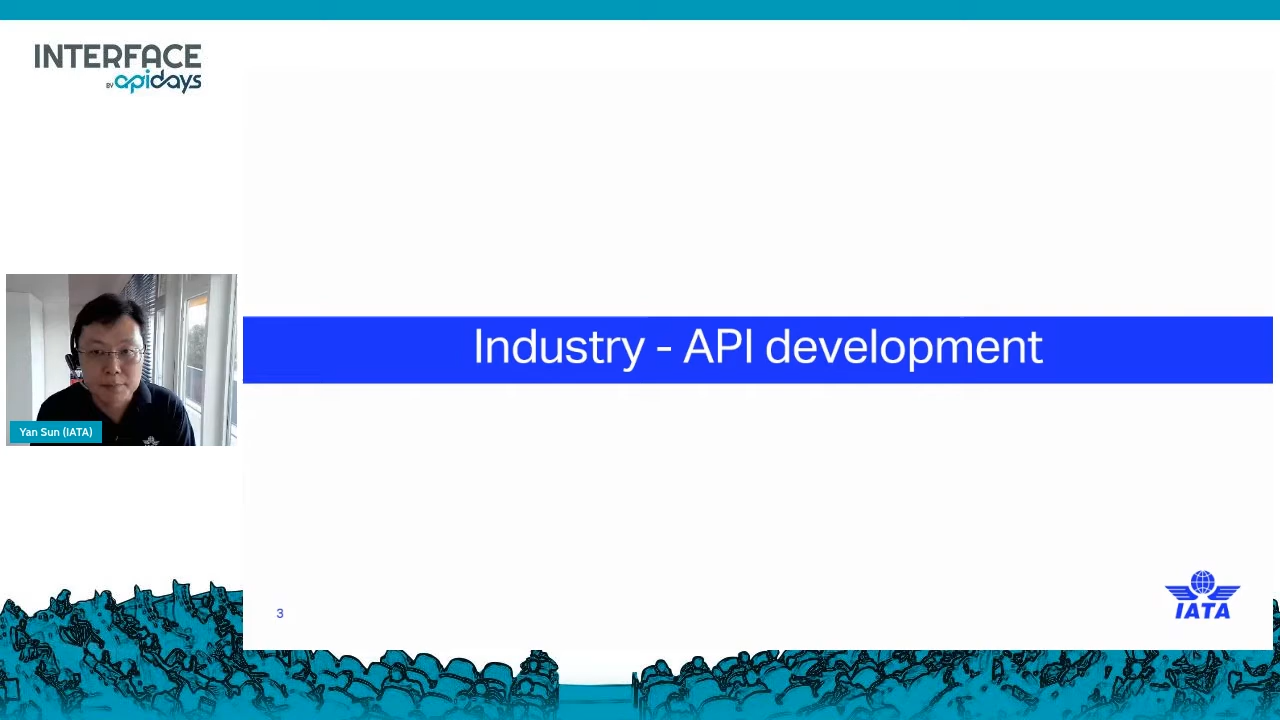 INTERFACE
BY apidays
Industry - API development
Yan Sun (IATA)
3
IATA